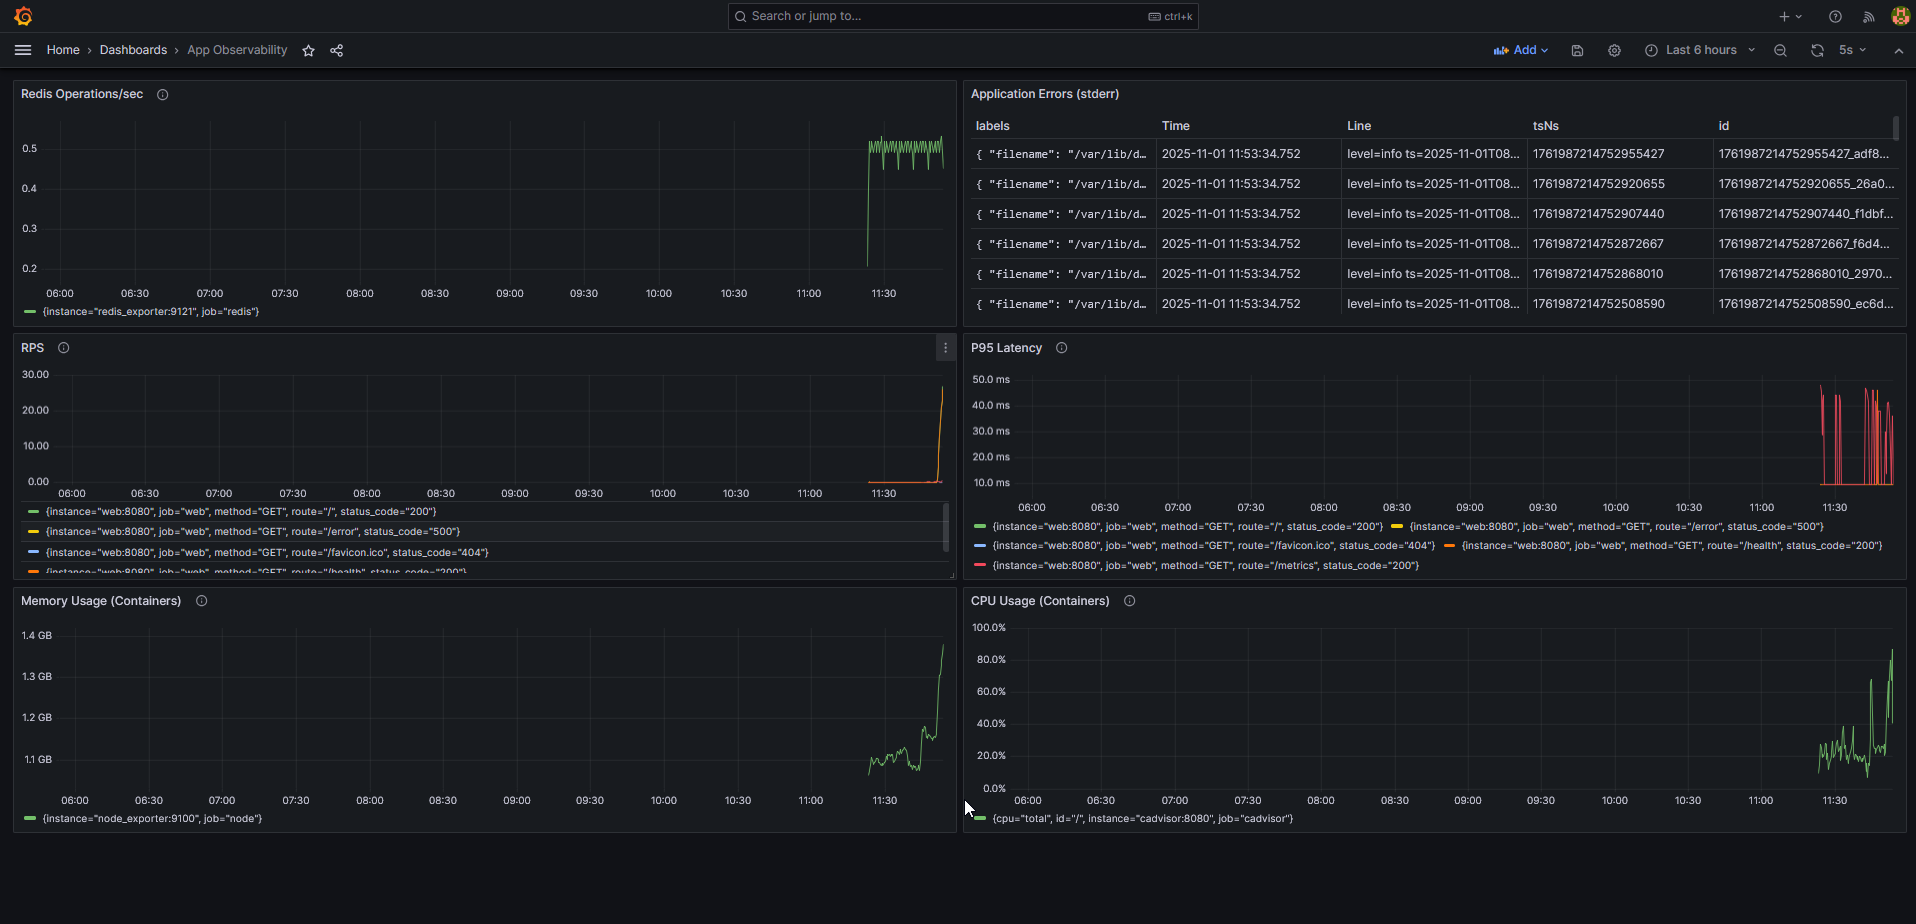 Search or jump to...
ctrl+k
Home › Dashboards › App Observability
Add
Last 6 hours
5s
Redis Operations/sec
0.5
0.4
0.3
0.2
06:00 06:30 07:00 07:30 08:00 08:30 09:00 09:30 10:00 10:30 11:00 11:30
{instance="redis_exporter:9121", job="redis"}
Application Errors (stderr)
labels Time Line tsNs id
{ "filename": "/var/lib/d… 2025-11-01 11:53:34.752 level=info ts=2025-11-01T08... 1761987214752955427 1761987214752955427_adf8...
{ "filename": "/var/lib/d… 2025-11-01 11:53:34.752 level=info ts=2025-11-01T08... 1761987214752920655 1761987214752920655_26a0...
{ "filename": "/var/lib/d… 2025-11-01 11:53:34.752 level=info ts=2025-11-01T08... 1761987214752907440 1761987214752907440_f1dbf...
{ "filename": "/var/lib/d… 2025-11-01 11:53:34.752 level=info ts=2025-11-01T08... 1761987214752872667 1761987214752872667_f6d4...
{ "filename": "/var/lib/d… 2025-11-01 11:53:34.752 level=info ts=2025-11-01T08... 1761987214752868010 1761987214752868010_2970...
{ "filename": "/var/lib/d… 2025-11-01 11:53:34.752 level=info ts=2025-11-01T08... 1761987214752508590 1761987214752508590_ec6d...
RPS
30.00
20.00
10.00
0.00
06:00 06:30 07:00 07:30 08:00 08:30 09:00 09:30 10:00 10:30 11:00 11:30
{instance="web:8080", job="web", method="GET", route="/", status_code="200"}
{instance="web:8080", job="web", method="GET", route="/error", status_code="500"}
{instance="web:8080", job="web", method="GET", route="/favicon.ico", status_code="404"}
{instance="web:8080", job="web", method="GET", route="/health", status_code="200"}
P95 Latency
50.0 ms
40.0 ms
30.0 ms
20.0 ms
10.0 ms
06:00 06:30 07:00 07:30 08:00 08:30 09:00 09:30 10:00 10:30 11:00 11:30
{instance="web:8080", job="web", method="GET", route="/", status_code="200"} {instance="web:8080", job="web", method="GET", route="/error", status_code="500"}
{instance="web:8080", job="web", method="GET", route="/favicon.ico", status_code="404"} {instance="web:8080", job="web", method="GET", route="/health", status_code="200"}
{instance="web:8080", job="web", method="GET", route="/metrics", status_code="200"}
Memory Usage (Containers)
1.4 GB
1.3 GB
1.2 GB
1.1 GB
06:00 06:30 07:00 07:30 08:00 08:30 09:00 09:30 10:00 10:30 11:00 11:30
{instance="node_exporter:9100", job="node"}
CPU Usage (Containers)
100.0%
80.0%
60.0%
40.0%
20.0%
0.0%
06:00 06:30 07:00 07:30 08:00 08:30 09:00 09:30 10:00 10:30 11:00 11:30
{cpu="total", id="/", instance="cadvisor:8080", job="cadvisor"}